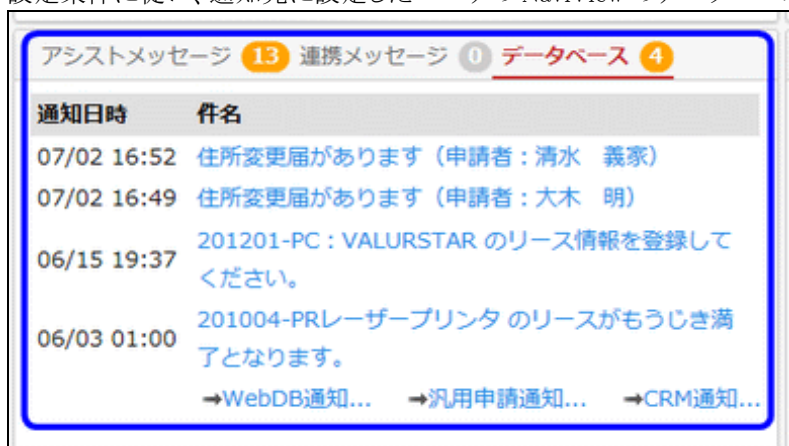 アシストメッセージ 13 連携メッセージ 0 データベース 4
通知日時 件名
07/02 16:52 住所変更届があります（申請者：清水　義家）
07/02 16:49 住所変更届があります（申請者：大木　明）
06/15 19:37 201201-PC：VALURSTAR のリース情報を登録して
ください。
06/03 01:00 201004-PRレーザープリンタ のリースがもうじき満
了となります。
➡WebDB通知... ➡汎用申請通知... ➡CRM通知...